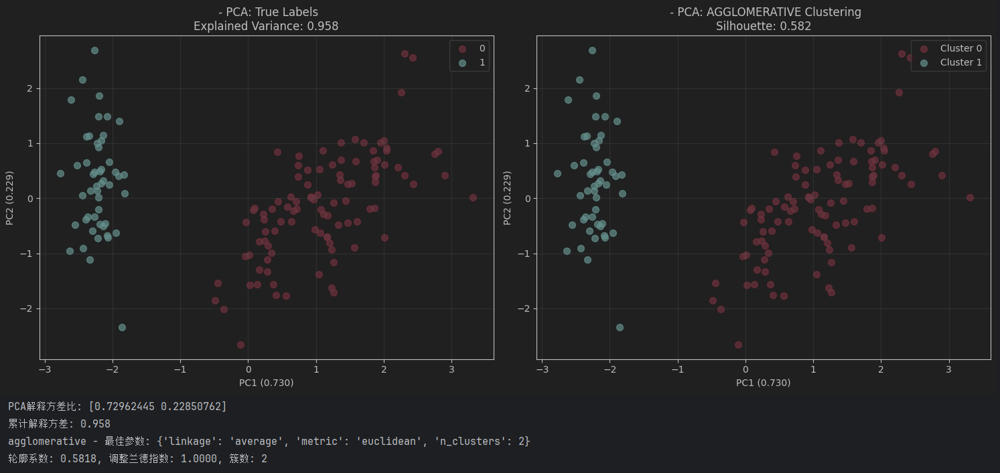 - PCA: True Labels
Explained Variance: 0.958
0
1
PC2 (0.229)
2
1
0
−1
−2
−3
−2
−1
0
1
2
3
PC1 (0.730)
- PCA: AGGLOMERATIVE Clustering
Silhouette: 0.582
Cluster 0
Cluster 1
PC2 (0.229)
2
1
0
−1
−2
−3
−2
−1
0
1
2
3
PC1 (0.730)
PCA解释方差比: [0.72962445 0.22850762]
累计解释方差: 0.958
agglomerative - 最佳参数: {'linkage': 'average', 'metric': 'euclidean', 'n_clusters': 2}
轮廓系数: 0.5818, 调整兰德指数: 1.0000, 簇数: 2